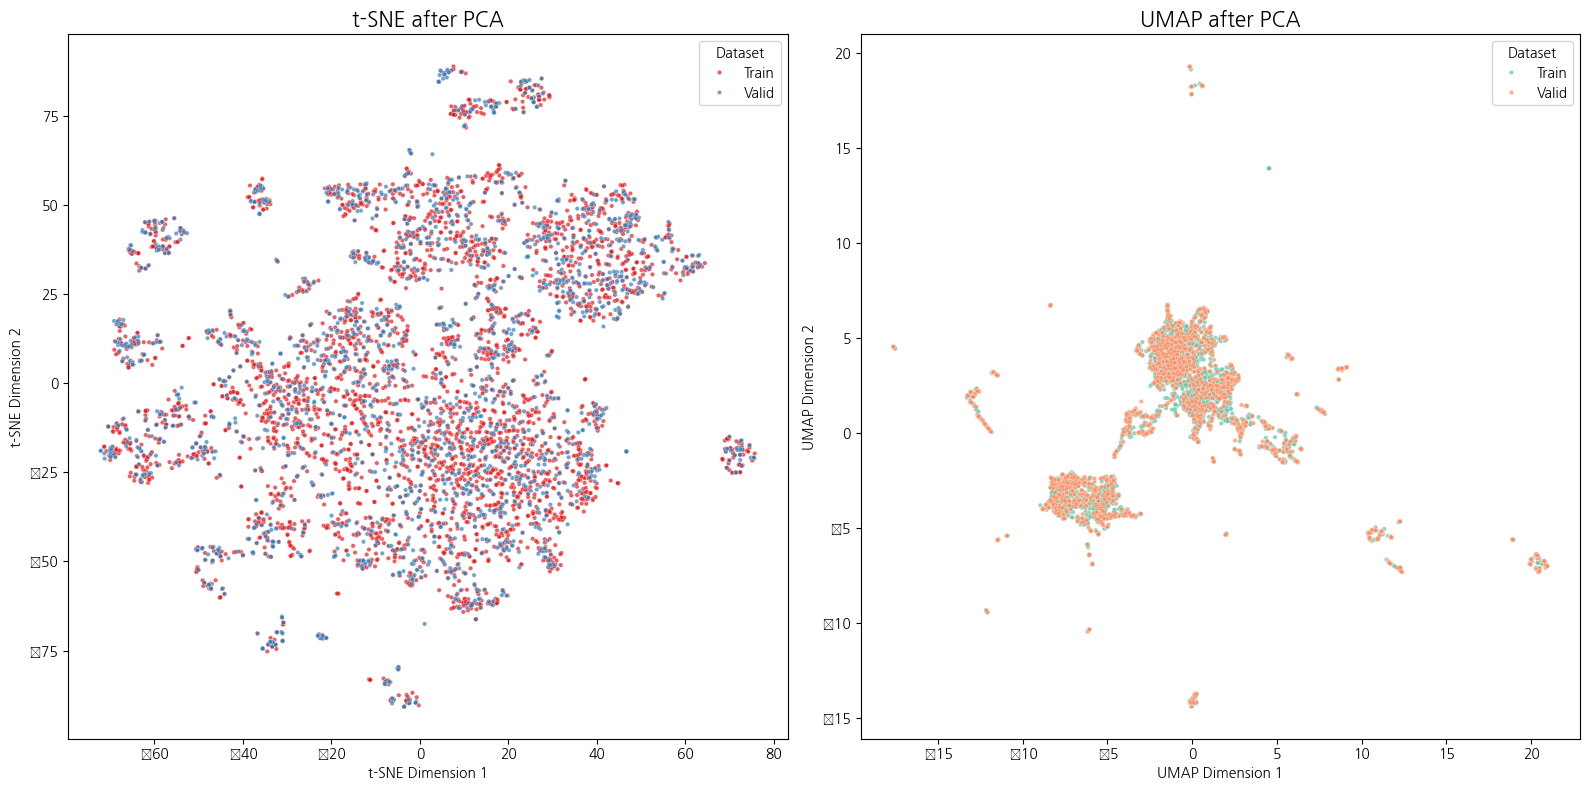 t-SNE after PCA
Dataset
Train
Valid
75
50
25
0
⊠25
⊠50
⊠75
t-SNE Dimension 2
⊠60
⊠40
⊠20
0
20
40
60
80
t-SNE Dimension 1
UMAP after PCA
Dataset
Train
Valid
20
15
10
5
0
⊠5
⊠10
⊠15
UMAP Dimension 2
⊠15
⊠10
⊠5
0
5
10
15
20
UMAP Dimension 1